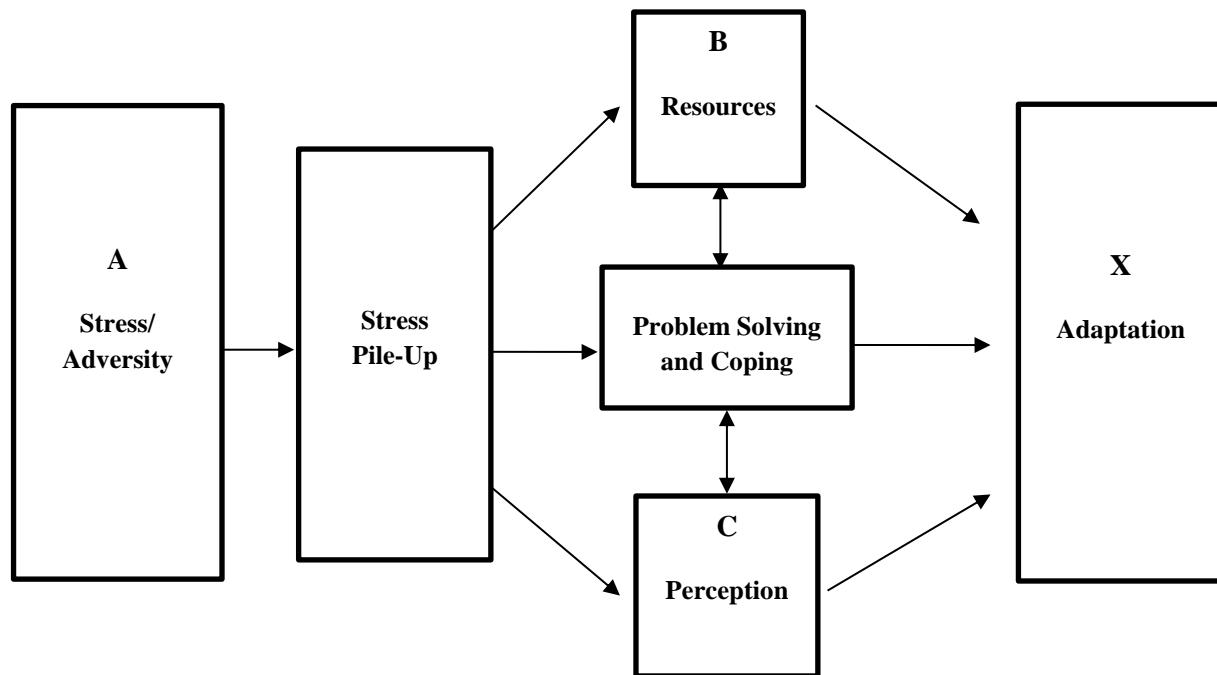 A
Stress/
Adversity
Stress
Pile-Up
B
Resources
Problem Solving
and Coping
C
Perception
X
Adaptation